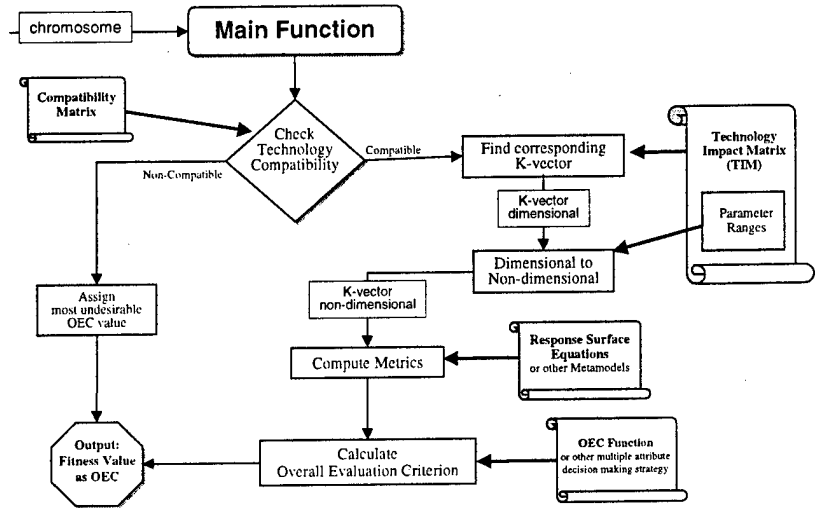 chromosome
Main Function
Compatibility
Matrix
Check
Technology
Compatibility
Non-Compatible
Compatible
Find corresponding
K-vector
Technology
Impact Matrix
(TIM)
Parameter
Ranges
K-vector
dimensional
Dimensional to
Non-dimensional
K-vector
non-dimensional
Assign
most undesirable
OEC value
Compute Metrics
Response Surface
Equations
or other Metamodels
Calculate
Overall Evaluation Criterion
OEC Function
or other multiple attribute
decision making strategy
Output:
Fitness Value
as OEC